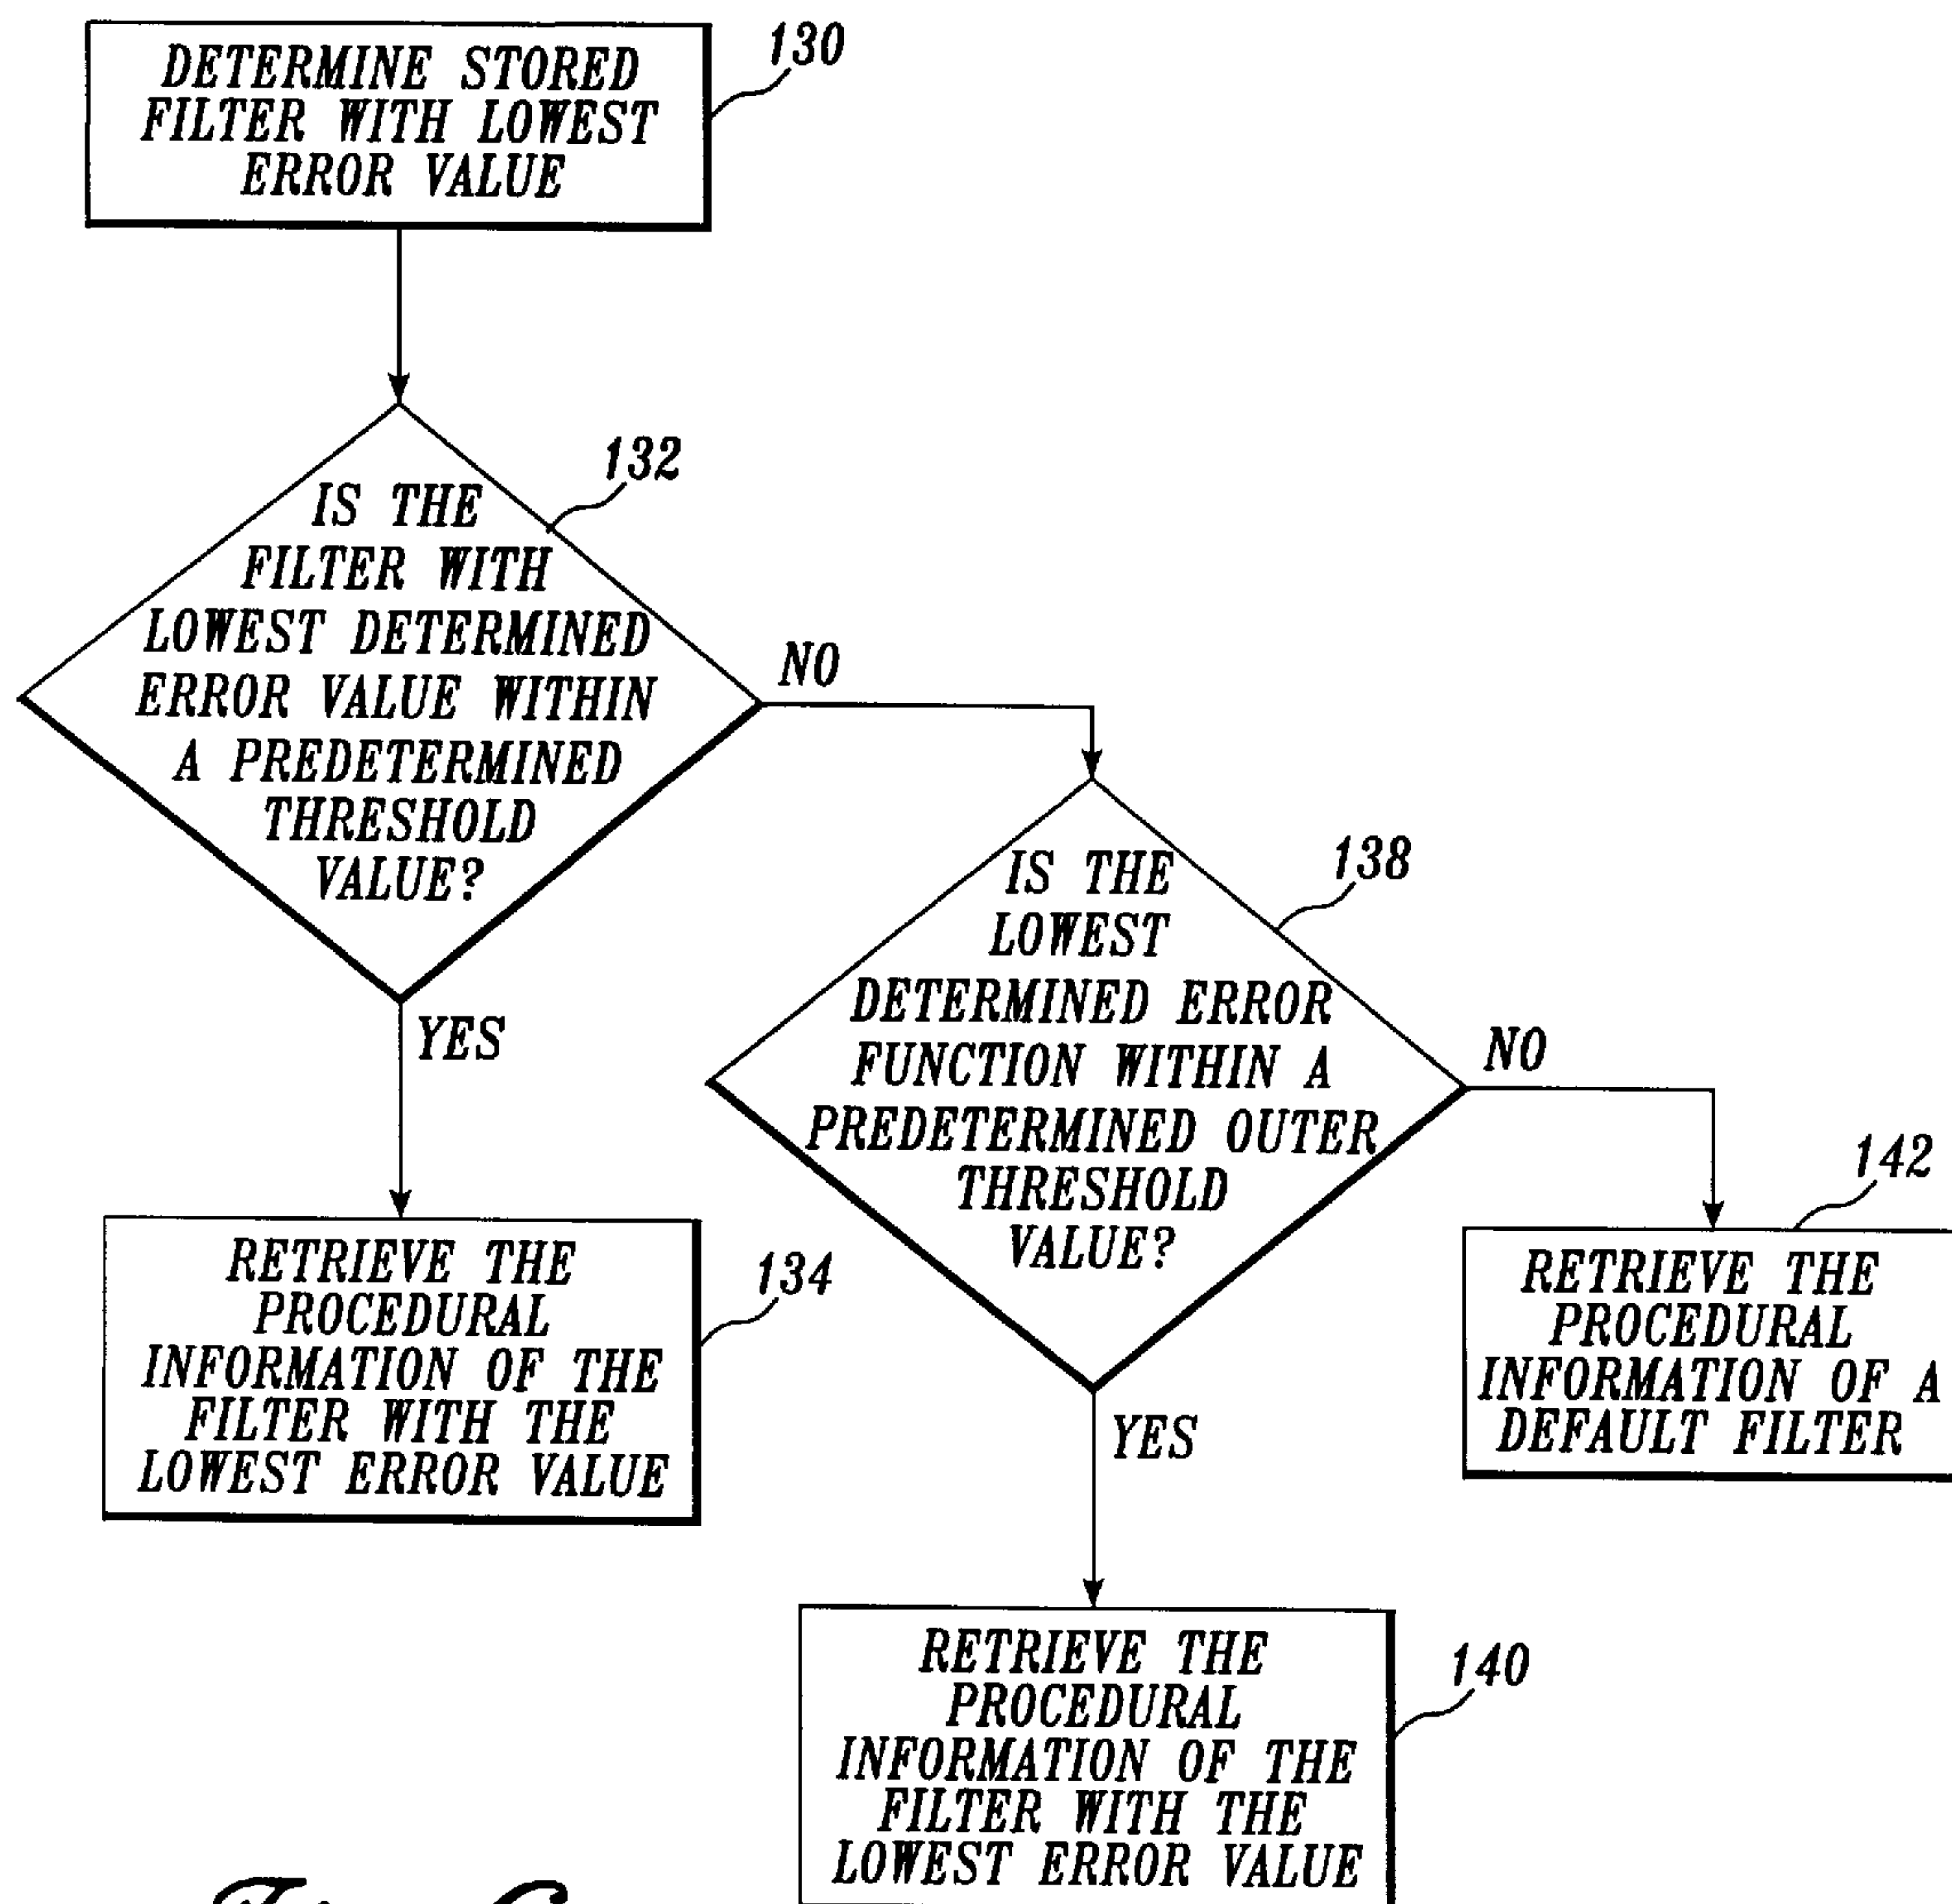 DETERMINE STORED
FILTER WITH LOWEST
ERROR VALUE
130
IS THE
FILTER WITH
LOWEST DETERMINED
ERROR VALUE WITHIN
A PREDETERMINED
THRESHOLD
VALUE?
132
NO
YES
IS THE
LOWEST
DETERMINED ERROR
FUNCTION WITHIN A
PREDETERMINED OUTER
THRESHOLD
VALUE?
138
NO
YES
RETRIEVE THE
PROCEDURAL
INFORMATION OF THE
FILTER WITH THE
LOWEST ERROR VALUE
134
RETRIEVE THE
PROCEDURAL
INFORMATION OF A
DEFAULT FILTER
142
RETRIEVE THE
PROCEDURAL
INFORMATION OF THE
FILTER WITH THE
LOWEST ERROR VALUE
140